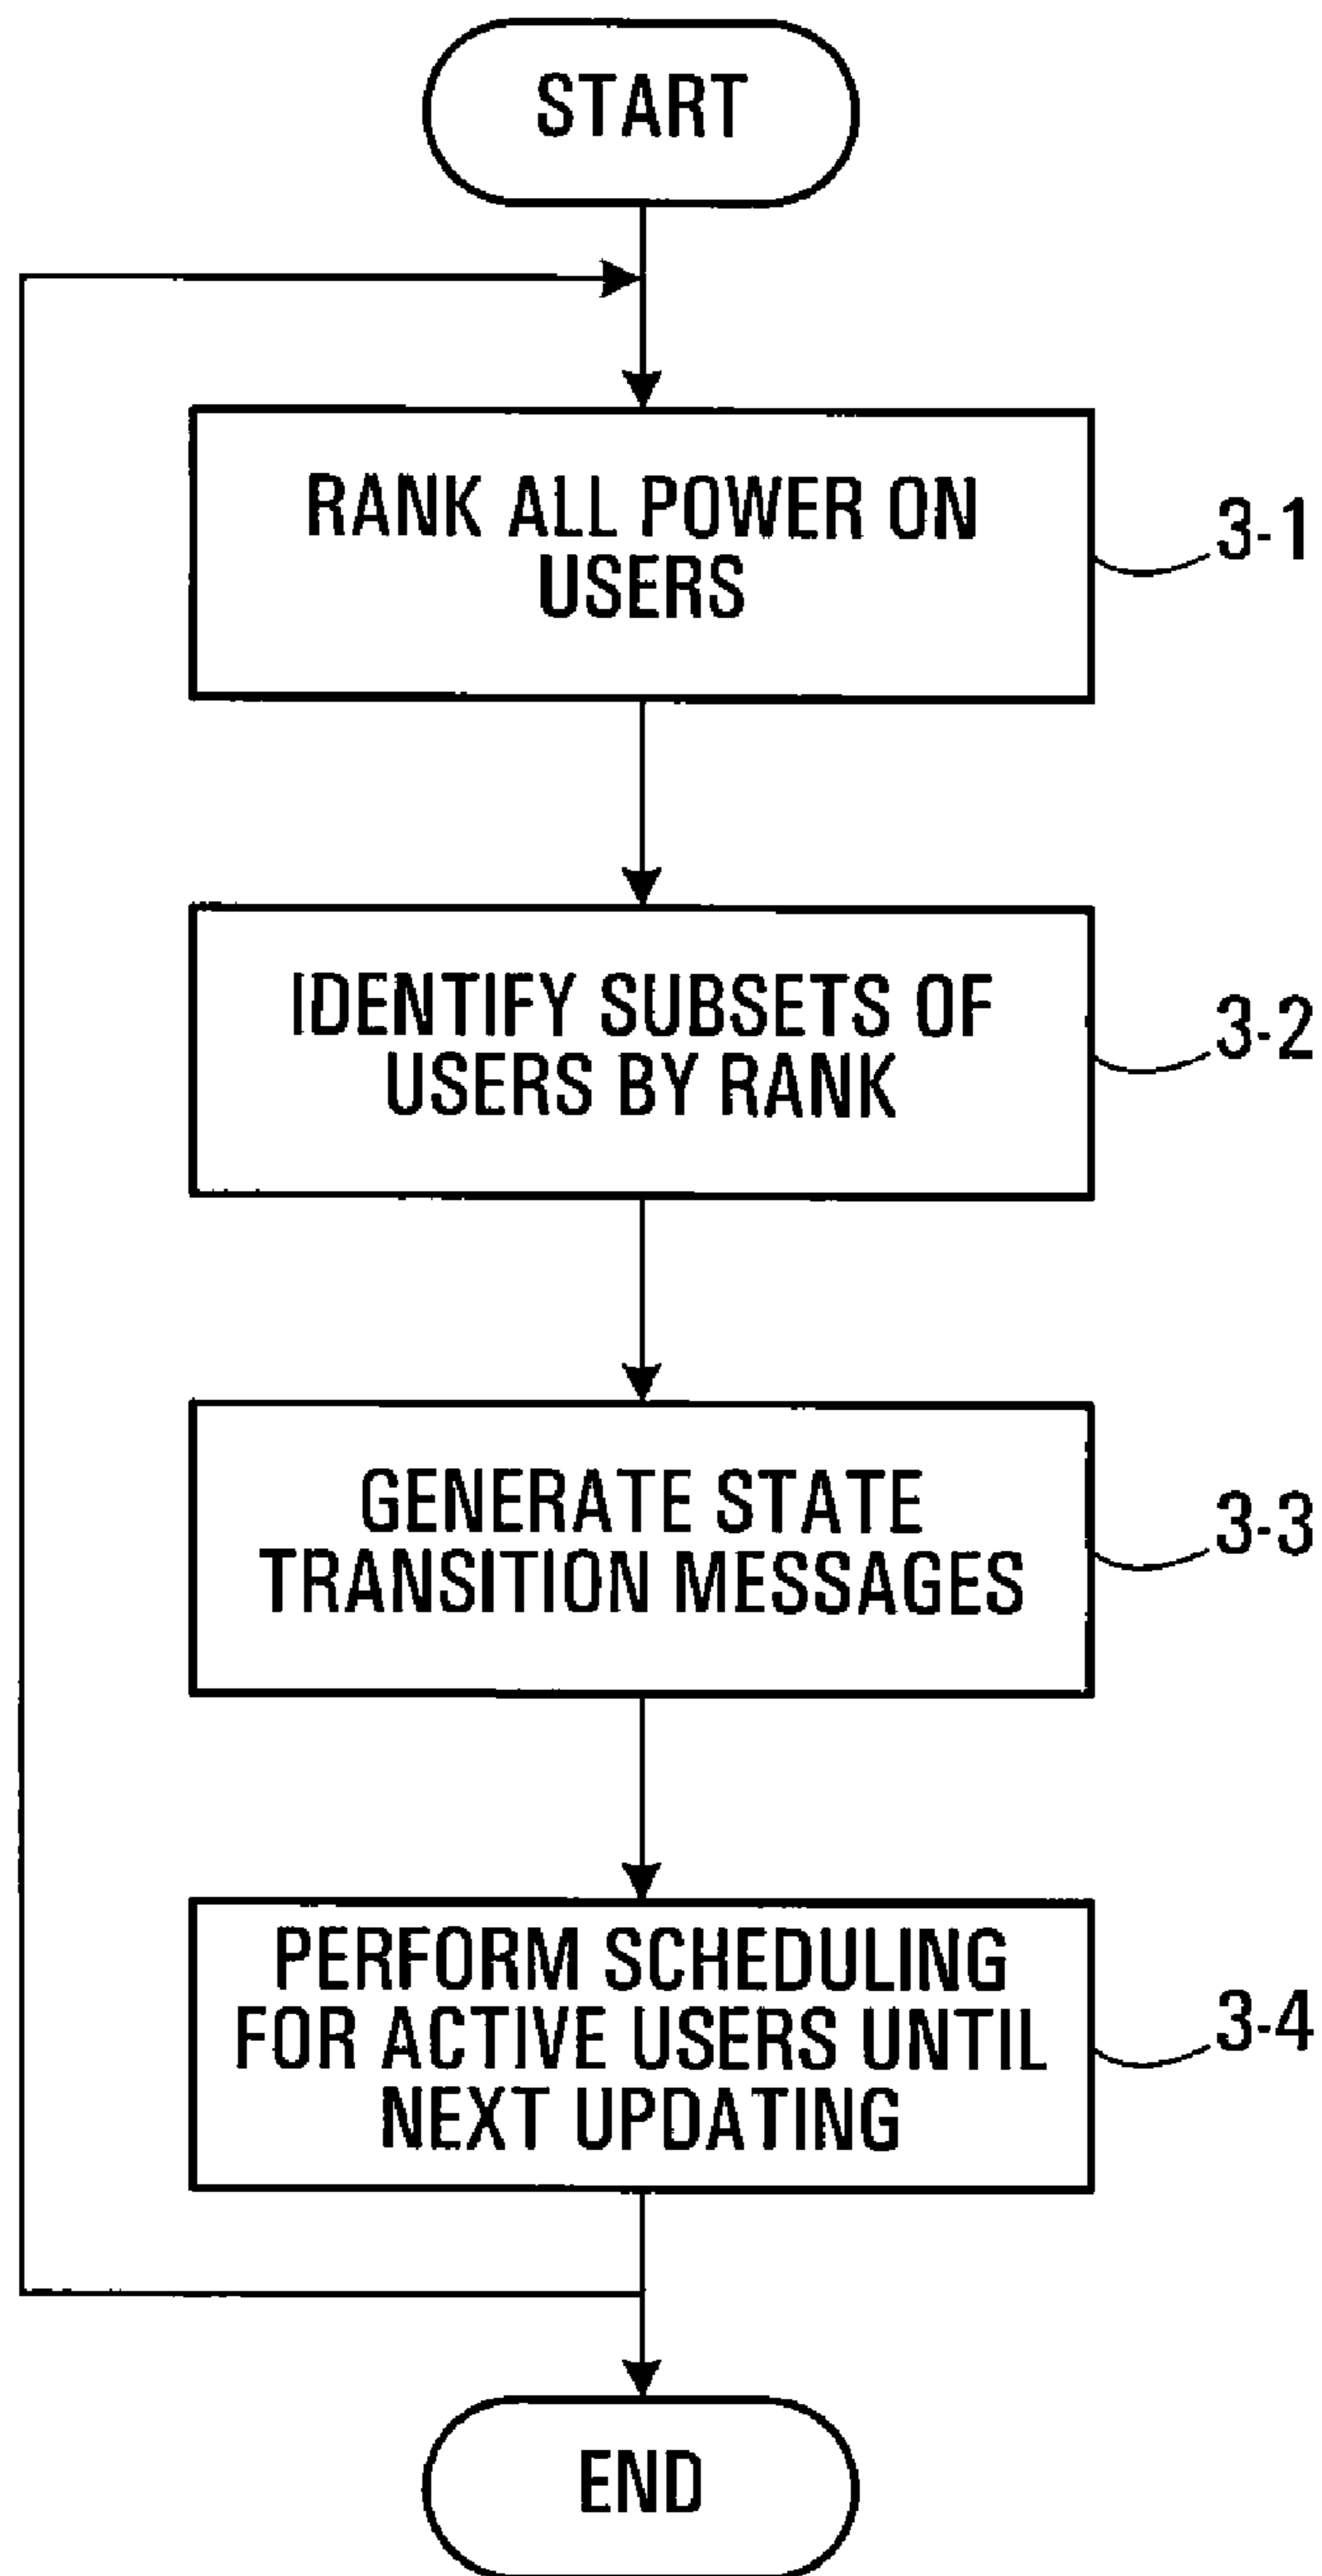 START
RANK ALL POWER ON
USERS
3-1
IDENTIFY SUBSETS OF
USERS BY RANK
3-2
GENERATE STATE
TRANSITION MESSAGES
3-3
PERFORM SCHEDULING
FOR ACTIVE USERS UNTIL
NEXT UPDATING
3-4
END